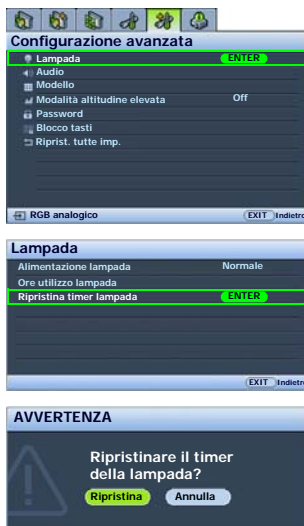 Configurazione avanzata
Lampada ENTER
Audio
Modello
Modalità altitudine elevata Off
Password
Blocco tasti
Riprist. tutte imp.
RGB analogico EXIT Indietro
Lampada
Alimentazione lampada Normale
Ore utilizzo lampada
Ripristina timer lampada ENTER
EXIT Indietro
AVVERTENZA
Ripristinare il timer
della lampada?
Ripristina Annulla